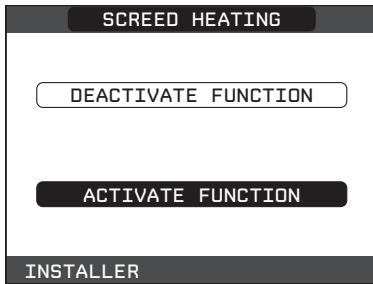 SCREED HEATING
DEACTIVATE FUNCTION
ACTIVATE FUNCTION
INSTALLER